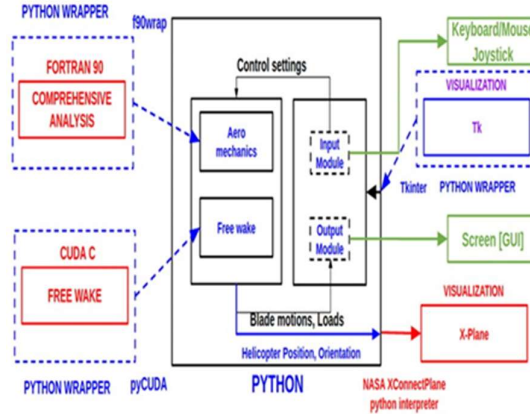 PYTHON WRAPPER
f90wrap
FORTRAN 90
COMPREHENSIVE
ANALYSIS
Control settings
Aero
mechanics
Free wake
Input
Module
Output
Module
Keyboard/Mouse
Joystick
VISUALIZATION
Tk
Tkinter
PYTHON WRAPPER
Screen [GUI]
CUDA C
FREE WAKE
PYTHON WRAPPER
pyCUDA
Blade motions, Loads
Helicopter Position, Orientation
PYTHON
VISUALIZATION
X-Plane
NASA XConnectPlane
python interpreter